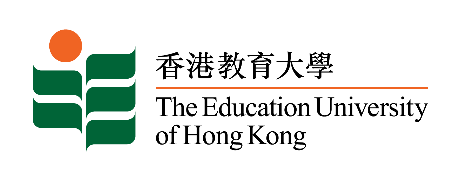 香港教育大學
The Education University
of Hong Kong